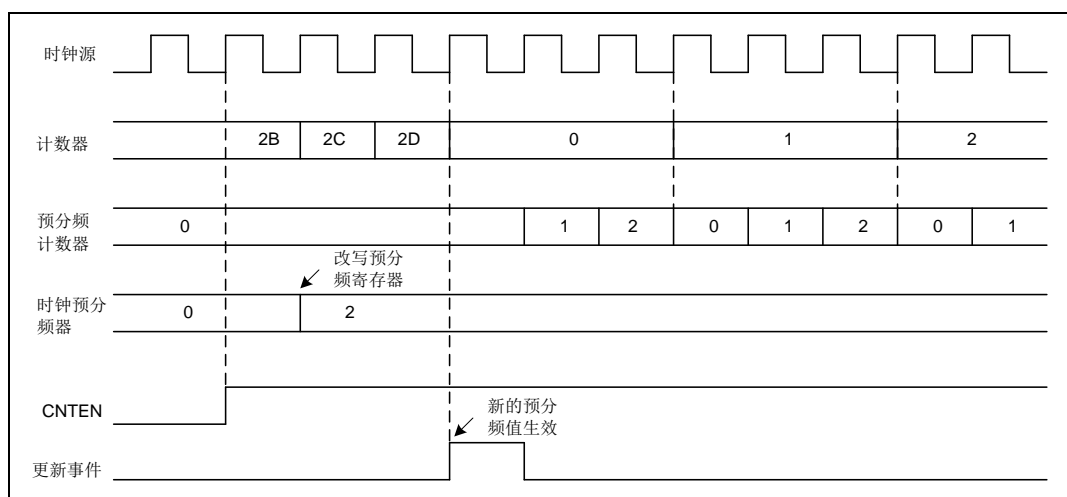 时钟源
计数器
2B 2C 2D 0 1 2
预分频
计数器
0 1 2 0 1 2 0 1
改写预分
频寄存器
时钟预分
频器
0 2
CNTEN
新的预分
频值生效
更新事件